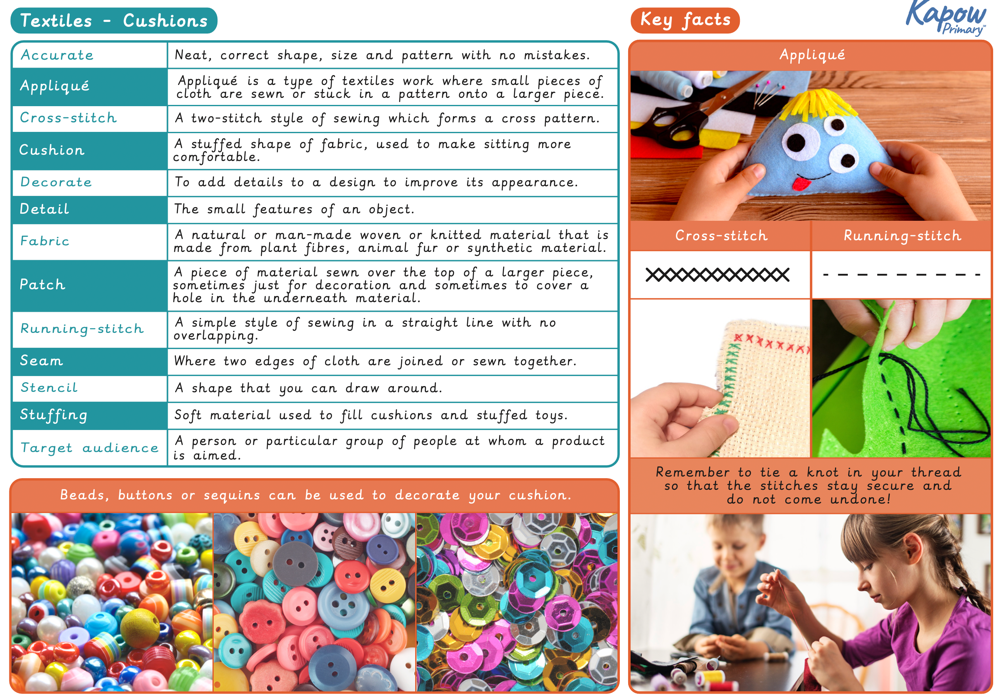 Textiles - Cushions
Accurate
Neat, correct shape, size and pattern with no mistakes.
Appliqué
Appliqué is a type of textiles work where small pieces of
cloth are sewn or stuck in a pattern onto a larger piece.
Cross-stitch
A two-stitch style of sewing which forms a cross pattern.
Cushion
A stuffed shape of fabric, used to make sitting more
comfortable.
Decorate
To add details to a design to improve its appearance.
Detail
The small features of an object.
Fabric
A natural or man-made woven or knitted material that is
made from plant fibres, animal fur or synthetic material.
Patch
A piece of material sewn over the top of a larger piece,
sometimes just for decoration and sometimes to cover a
hole in the underneath material.
Running-stitch
A simple style of sewing in a straight line with no
overlapping.
Seam
Where two edges of cloth are joined or sewn together.
Stencil
A shape that you can draw around.
Stuffing
Soft material used to fill cushions and stuffed toys.
Target audience
A person or particular group of people at whom a product
is aimed.
Beads, buttons or sequins can be used to decorate your cushion.
Key facts
Kapow
Primary™
Appliqué
Cross-stitch
Running-stitch
Remember to tie a knot in your thread
so that the stitches stay secure and
do not come undone!